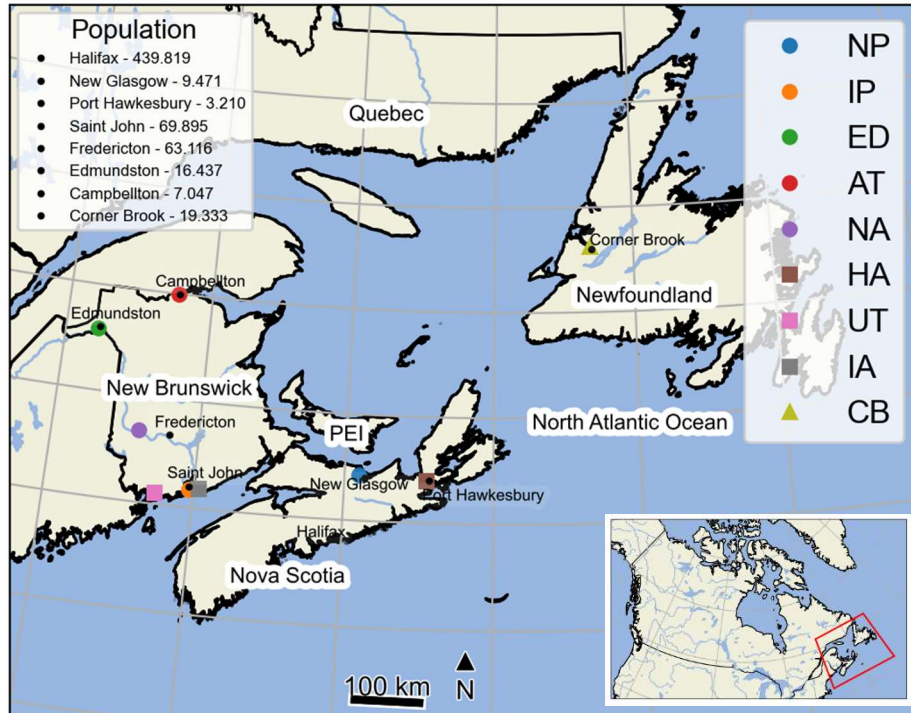 Population
Halifax - 439.819
New Glasgow - 9.471
Port Hawkesbury - 3.210
Saint John - 69.895
Fredericton - 63.116
Edmundston - 16.437
Campbellton - 7.047
Corner Brook - 19.333
NP
IP
ED
AT
NA
HA
UT
IA
CB
Quebec
Corner Brook
Newfoundland
Campbellton
Edmundston
New Brunswick
Fredericton
PEI
North Atlantic Ocean
Saint John
New Glasgow
Port Hawkesbury
Halifax
Nova Scotia
100 km
N